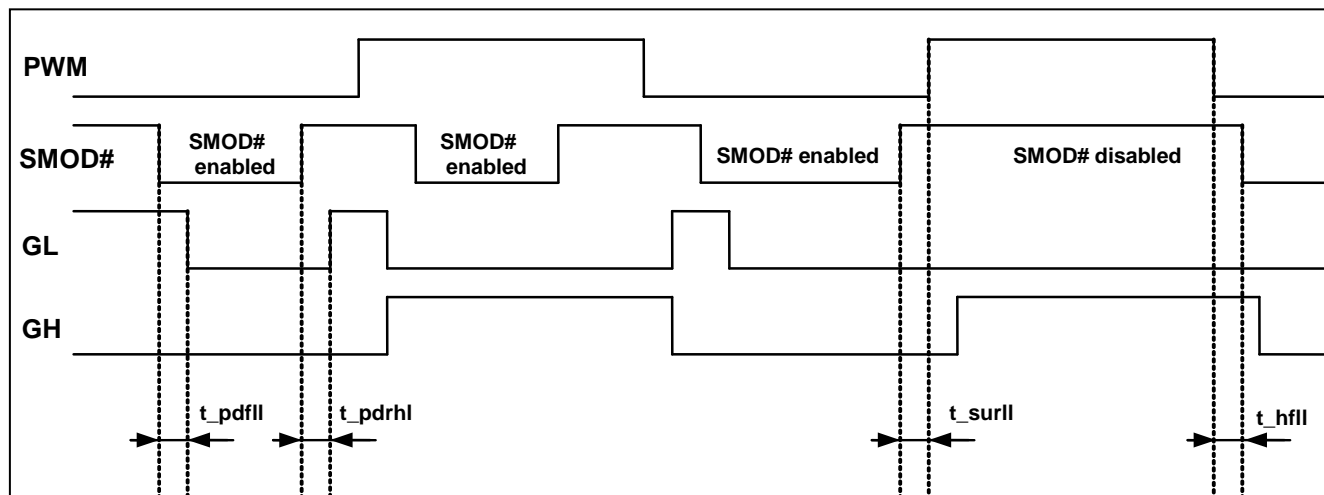 PWM
SMOD#
SMOD#
enabled
SMOD#
enabled
SMOD# enabled
SMOD# disabled
GL
GH
t_pdfll
t_pdrhl
t_surll
t_hfll